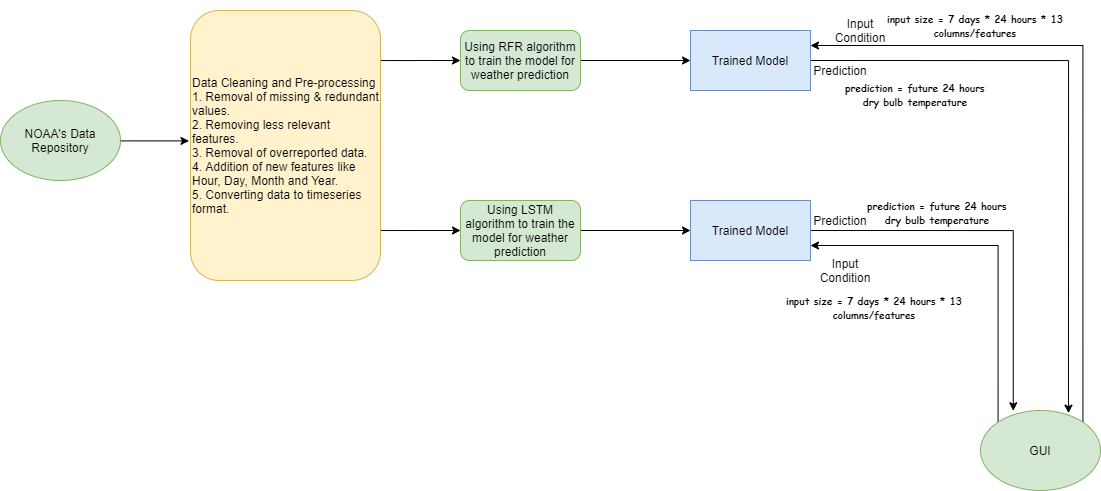 NOAA's Data
Repository
Data Cleaning and Pre-processing
1. Removal of missing & redundant
values.
2. Removing less relevant
features.
3. Removal of overreported data.
4. Addition of new features like
Hour, Day, Month and Year.
5. Converting data to timeseries
format.
Using RFR algorithm
to train the model for
weather prediction
Trained Model
Input
Condition
input size = 7 days * 24 hours * 13
columns/features
Prediction
prediction = future 24 hours
dry bulb temperature
Using LSTM
algorithm to train the
model for weather
prediction
Trained Model
Prediction
prediction = future 24 hours
dry bulb temperature
Input
Condition
input size = 7 days * 24 hours * 13
columns/features
GUI